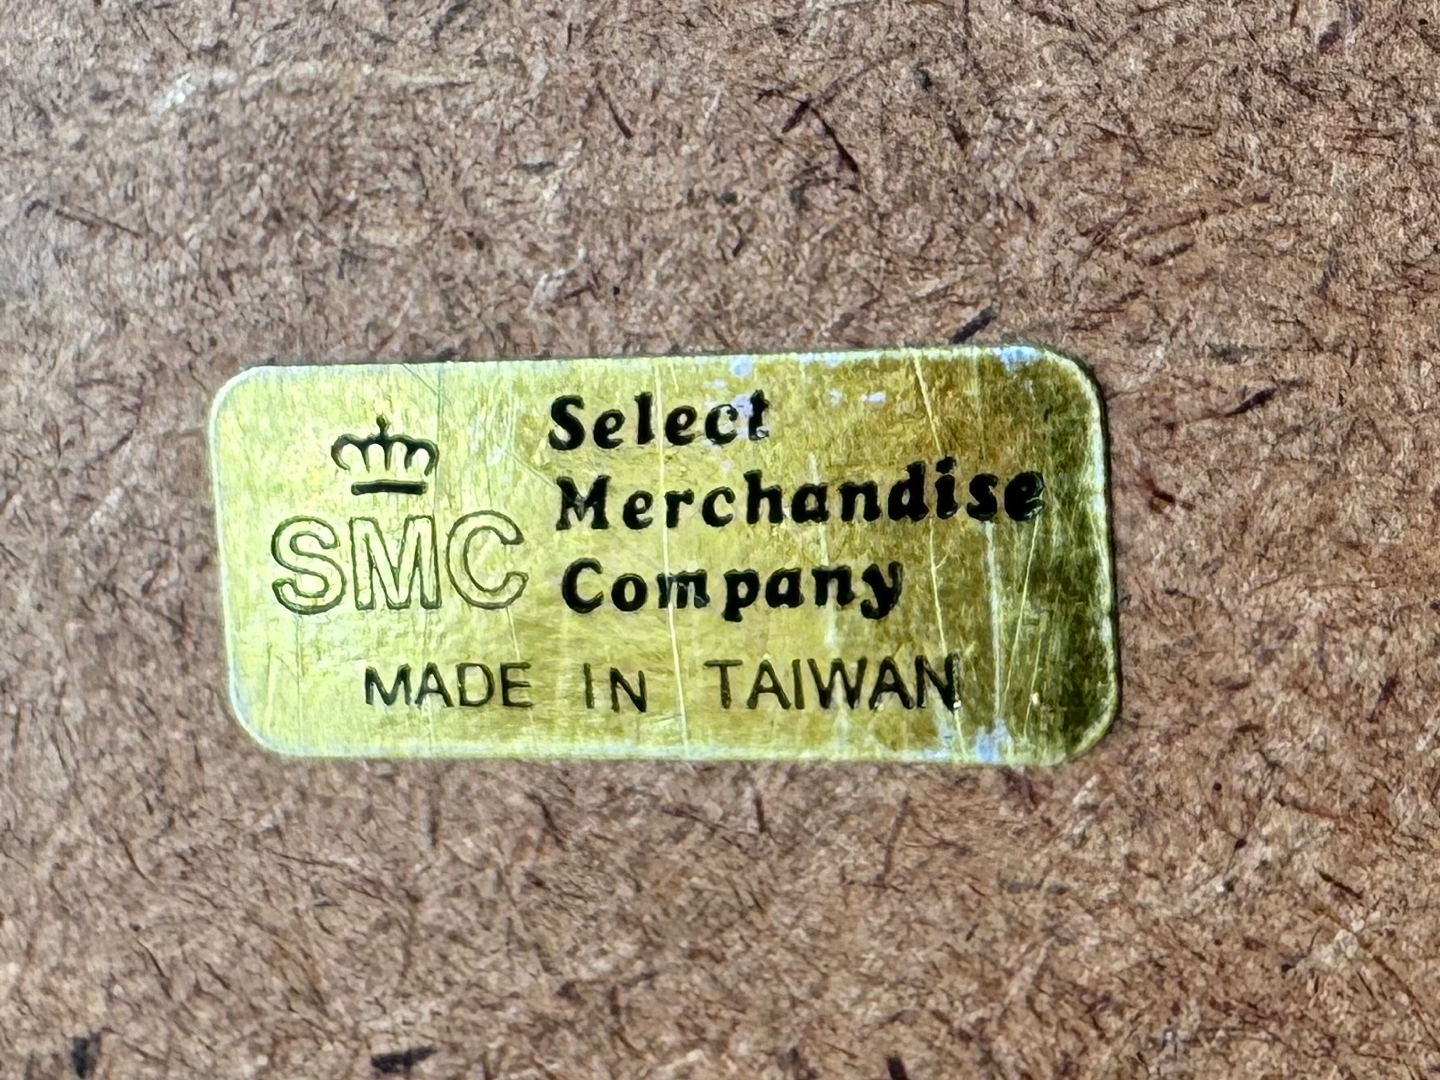 SMC
Select
Merchandise
Company
MADE IN TAIWAN